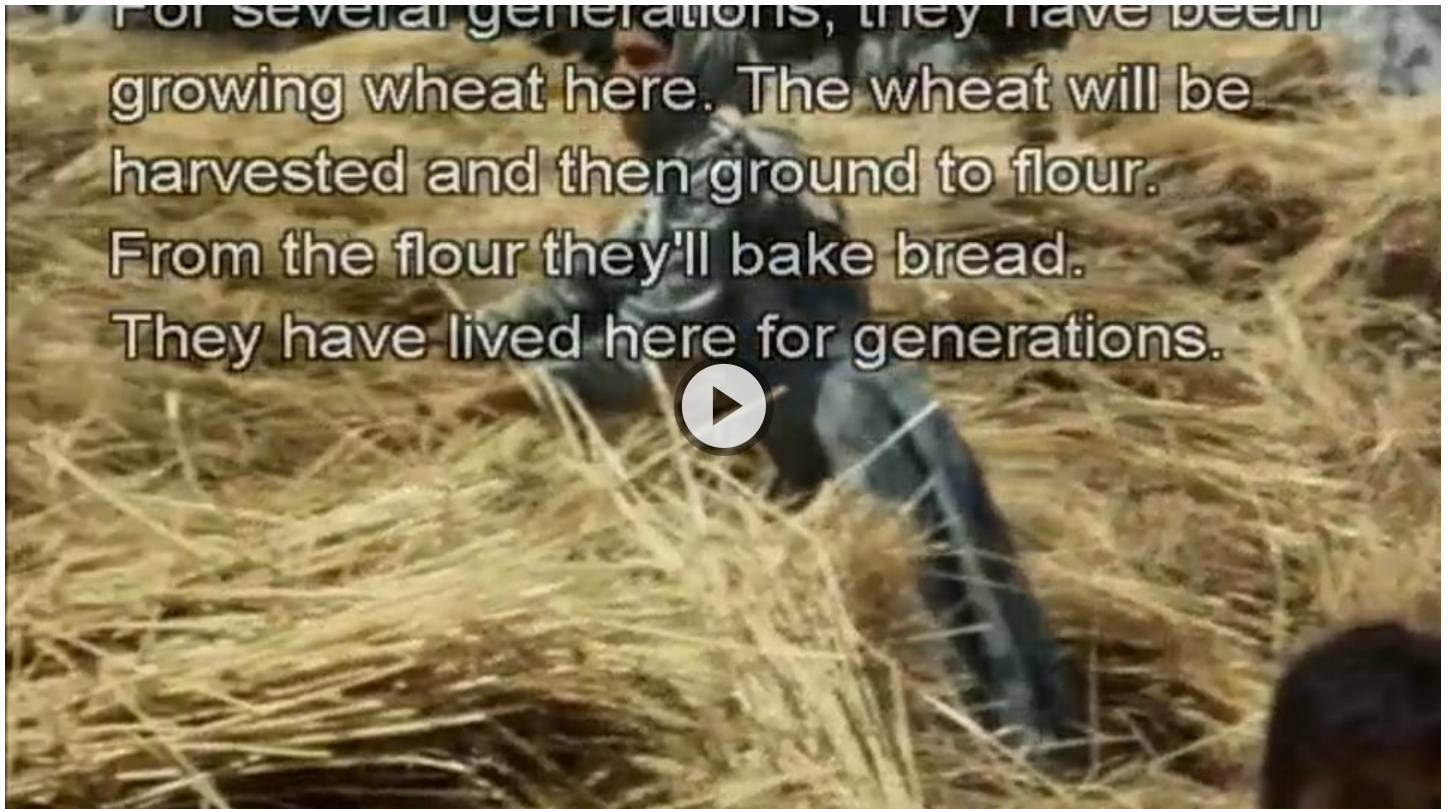 For several generations, they have been
growing wheat here. The wheat will be
harvested and then ground to flour.
From the flour they'll bake bread.
They have lived here for generations.